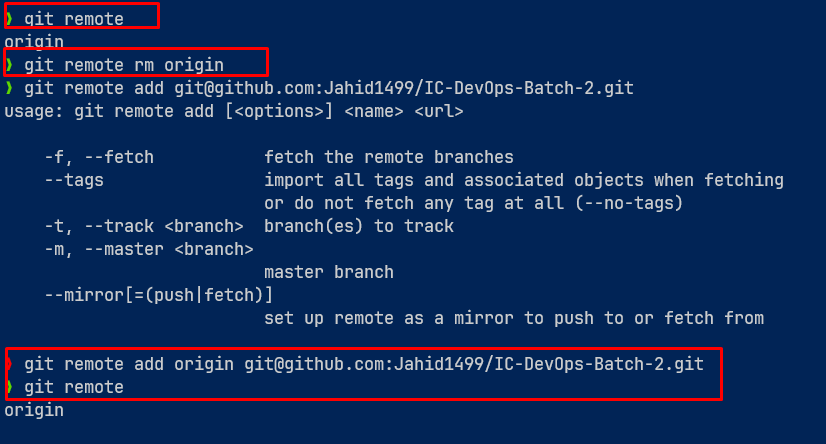 ❯ git remote
origin
❯ git remote rm origin
❯ git remote add git@github.com:Jahid1499/IC-DevOps-Batch-2.git
usage: git remote add [<options>] <name> <url>
-f, --fetch fetch the remote branches
--tags import all tags and associated objects when fetching
or do not fetch any tag at all (--no-tags)
-t, --track <branch> branch(es) to track
-m, --master <branch>
master branch
--mirror[=(push|fetch)]
set up remote as a mirror to push to or fetch from
❯ git remote add origin git@github.com:Jahid1499/IC-DevOps-Batch-2.git
❯ git remote
origin